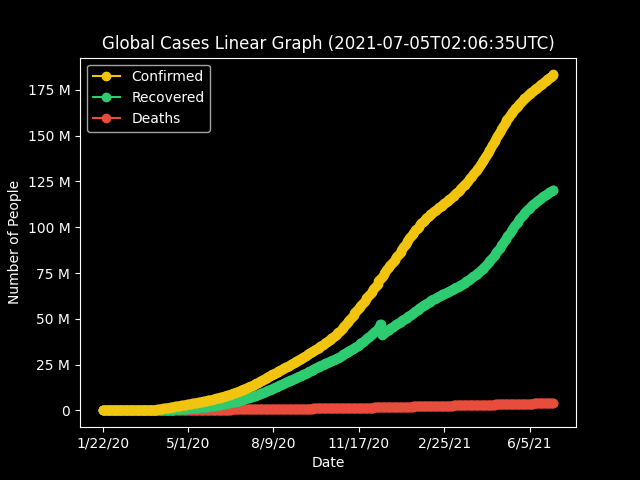 Global Cases Linear Graph (2021-07-05T02:06:35UTC)
Confirmed
Recovered
Deaths
Number of People
175 M
150 M
125 M
100 M
75 M
50 M
25 M
0
1/22/20 5/1/20 8/9/20 11/17/20 2/25/21 6/5/21
Date